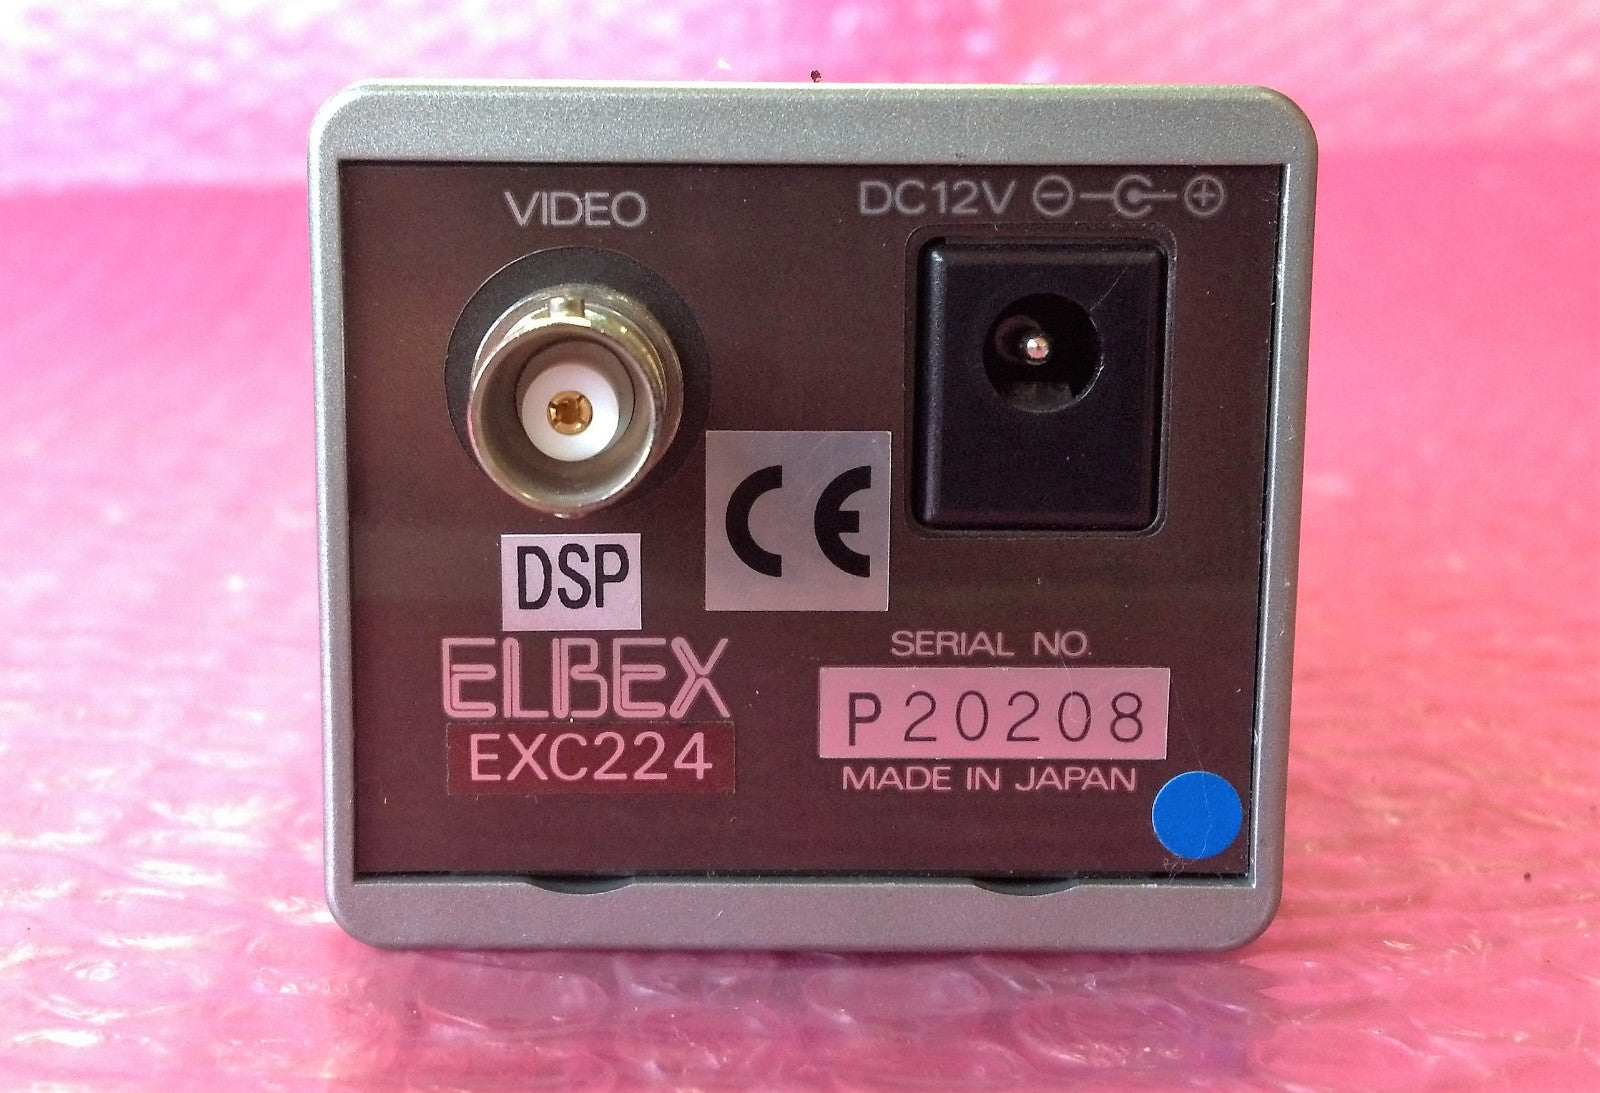 VIDEO
DC12V ⊖ ⊕
CE
DSP
ELBEX
EXC224
SERIAL NO.
P20208
MADE IN JAPAN